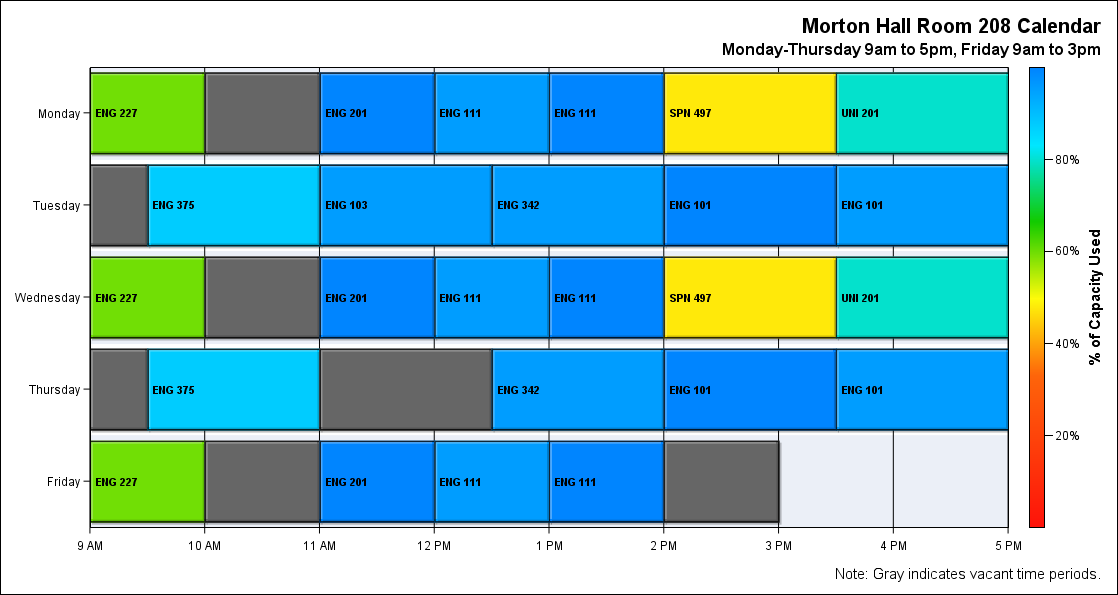 Morton Hall Room 208 Calendar
Monday-Thursday 9am to 5pm, Friday 9am to 3pm
Monday
ENG 227
ENG 201
ENG 111
ENG 111
SPN 497
UNI 201
Tuesday
ENG 375
ENG 103
ENG 342
ENG 101
ENG 101
Wednesday
ENG 227
ENG 201
ENG 111
ENG 111
SPN 497
UNI 201
Thursday
ENG 375
ENG 342
ENG 101
ENG 101
Friday
ENG 227
ENG 201
ENG 111
ENG 111
9 AM
10 AM
11 AM
12 PM
1 PM
2 PM
3 PM
4 PM
5 PM
80%
60%
40%
20%
% of Capacity Used
Note: Gray indicates vacant time periods.